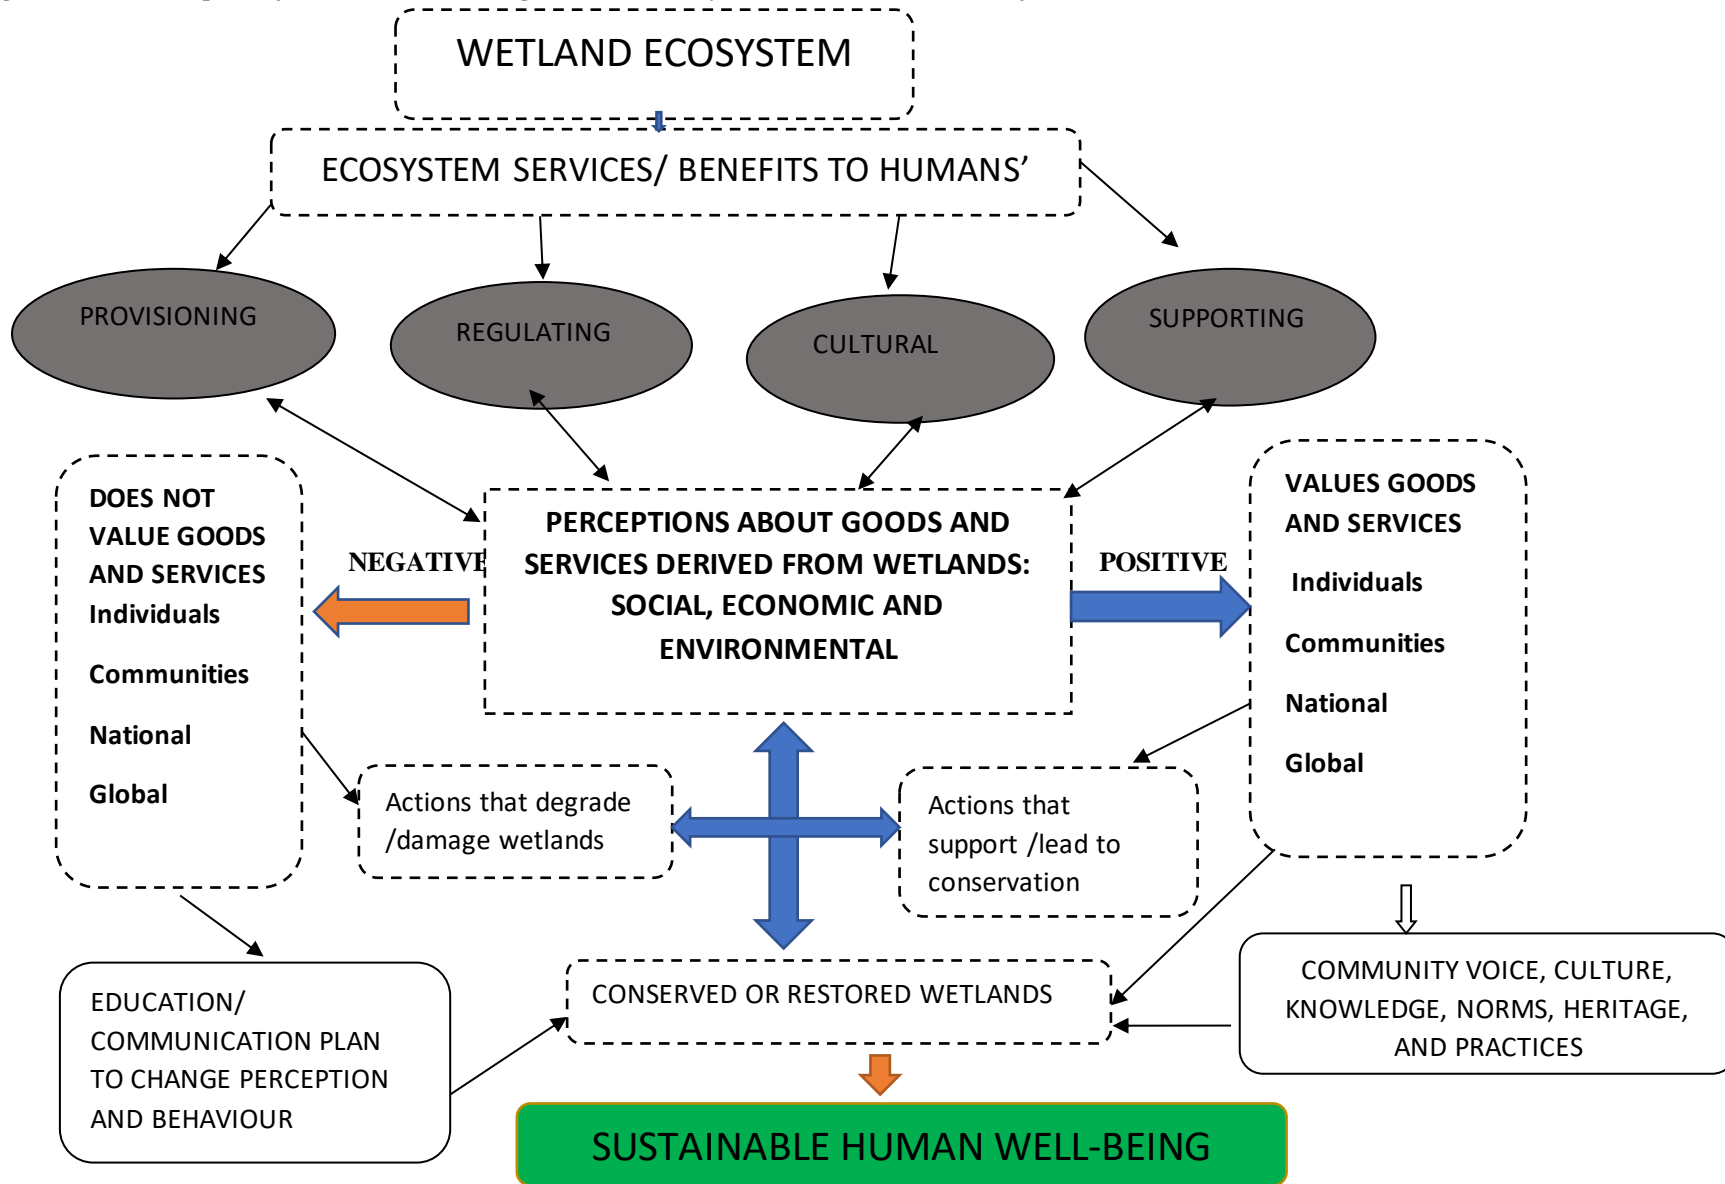 WETLAND ECOSYSTEM
ECOSYSTEM SERVICES/ BENEFITS TO HUMANS’
PROVISIONING
REGULATING
CULTURAL
SUPPORTING
DOES NOT
VALUE GOODS
AND SERVICES
Individuals
Communities
National
Global
NEGATIVE
PERCEPTIONS ABOUT GOODS AND
SERVICES DERIVED FROM WETLANDS:
SOCIAL, ECONOMIC AND
ENVIRONMENTAL
POSITIVE
VALUES GOODS
AND SERVICES
Individuals
Communities
National
Global
Actions that degrade
/damage wetlands
Actions that
support /lead to
conservation
EDUCATION/
COMMUNICATION PLAN
TO CHANGE PERCEPTION
AND BEHAVIOUR
CONSERVED OR RESTORED WETLANDS
COMMUNITY VOICE, CULTURE,
KNOWLEDGE, NORMS, HERITAGE,
AND PRACTICES
SUSTAINABLE HUMAN WELL-BEING